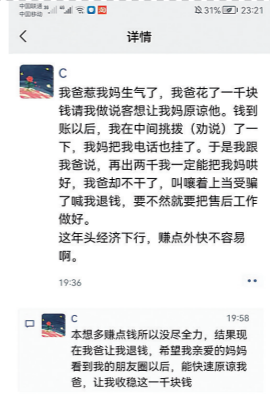 中国联通
中国移动
31% 23:21
详情
C
我爸惹我妈生气了，我爸花了一千块
钱请我做说客想让我妈原谅他。钱到
账以后，我在中间挑拨（劝说）了一
下，我妈把我电话也挂了。于是我跟
我爸说，再出两千我一定能把我妈哄
好，我爸却不干了，叫嚷着上当受骗
了喊我退钱，要不然就要把售后工作
做好。
这年头经济下行，赚点外快不容易
啊。
19:36
C 19:58
本想多赚点钱所以没尽全力，结果现
在我爸让我退钱，希望我亲爱的妈妈
看到我的朋友圈以后，能快速原谅我
爸，让我收稳这一千块钱